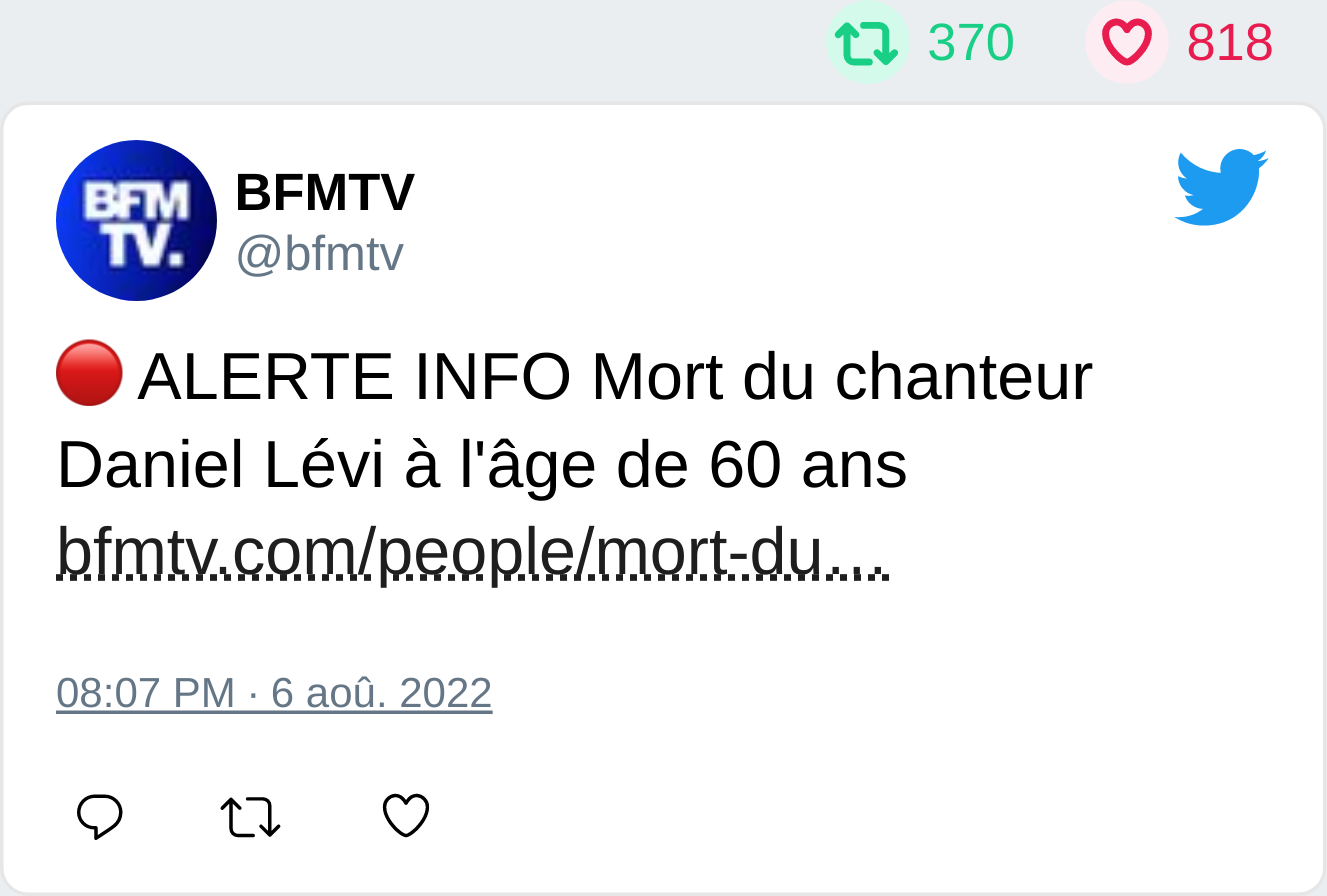 370 818
BFM
TV.
BFMTV
@bfmtv
🔴 ALERTE INFO Mort du chanteur
Daniel Lévi à l'âge de 60 ans
bfmtv.com/people/mort-du…
08:07 PM · 6 aoû. 2022